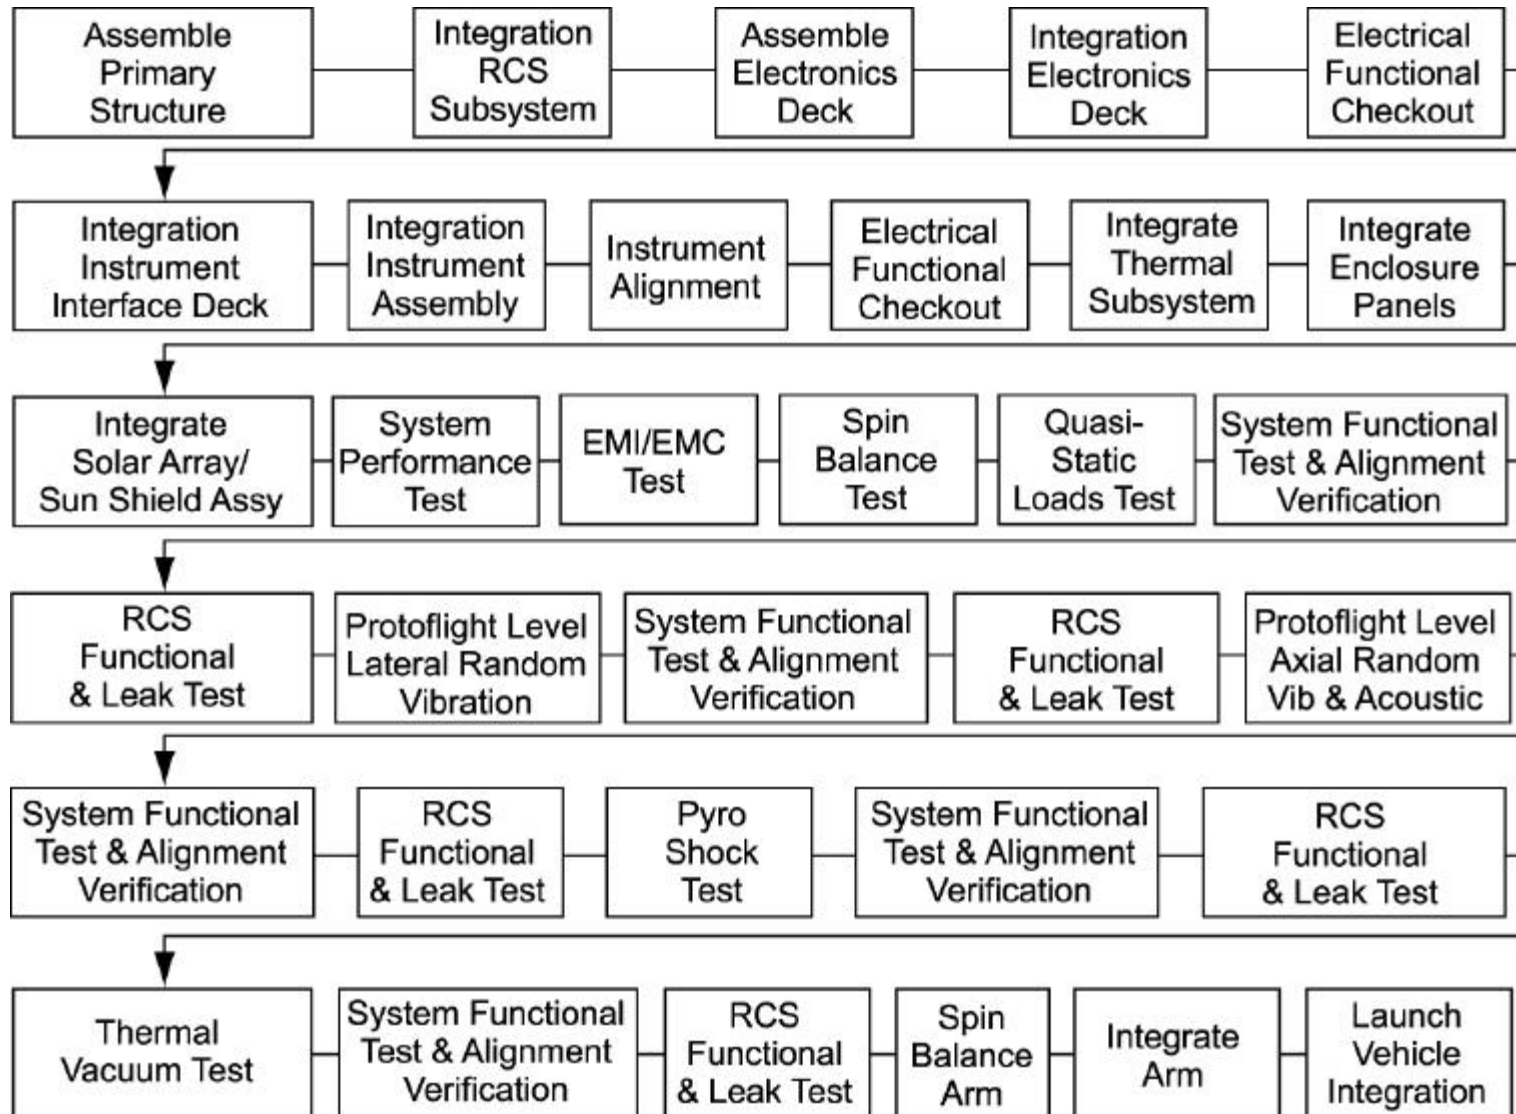 Assemble
Primary
Structure
Integration
RCS
Subsystem
Assemble
Electronics
Deck
Integration
Electronics
Deck
Electrical
Functional
Checkout
Integration
Instrument
Interface Deck
Integration
Instrument
Assembly
Instrument
Alignment
Electrical
Functional
Checkout
Integrate
Thermal
Subsystem
Integrate
Enclosure
Panels
Integrate
Solar Array/
Sun Shield Assy
System
Performance
Test
EMI/EMC
Test
Spin
Balance
Test
Quasi-
Static
Loads Test
System Functional
Test & Alignment
Verification
RCS
Functional
& Leak Test
Protoflight Level
Lateral Random
Vibration
System Functional
Test & Alignment
Verification
RCS
Functional
& Leak Test
Protoflight Level
Axial Random
Vib & Acoustic
System Functional
Test & Alignment
Verification
RCS
Functional
& Leak Test
Pyro
Shock
Test
System Functional
Test & Alignment
Verification
RCS
Functional
& Leak Test
Thermal
Vacuum Test
System Functional
Test & Alignment
Verification
RCS
Functional
& Leak Test
Spin
Balance
Arm
Integrate
Arm
Launch
Vehicle
Integration